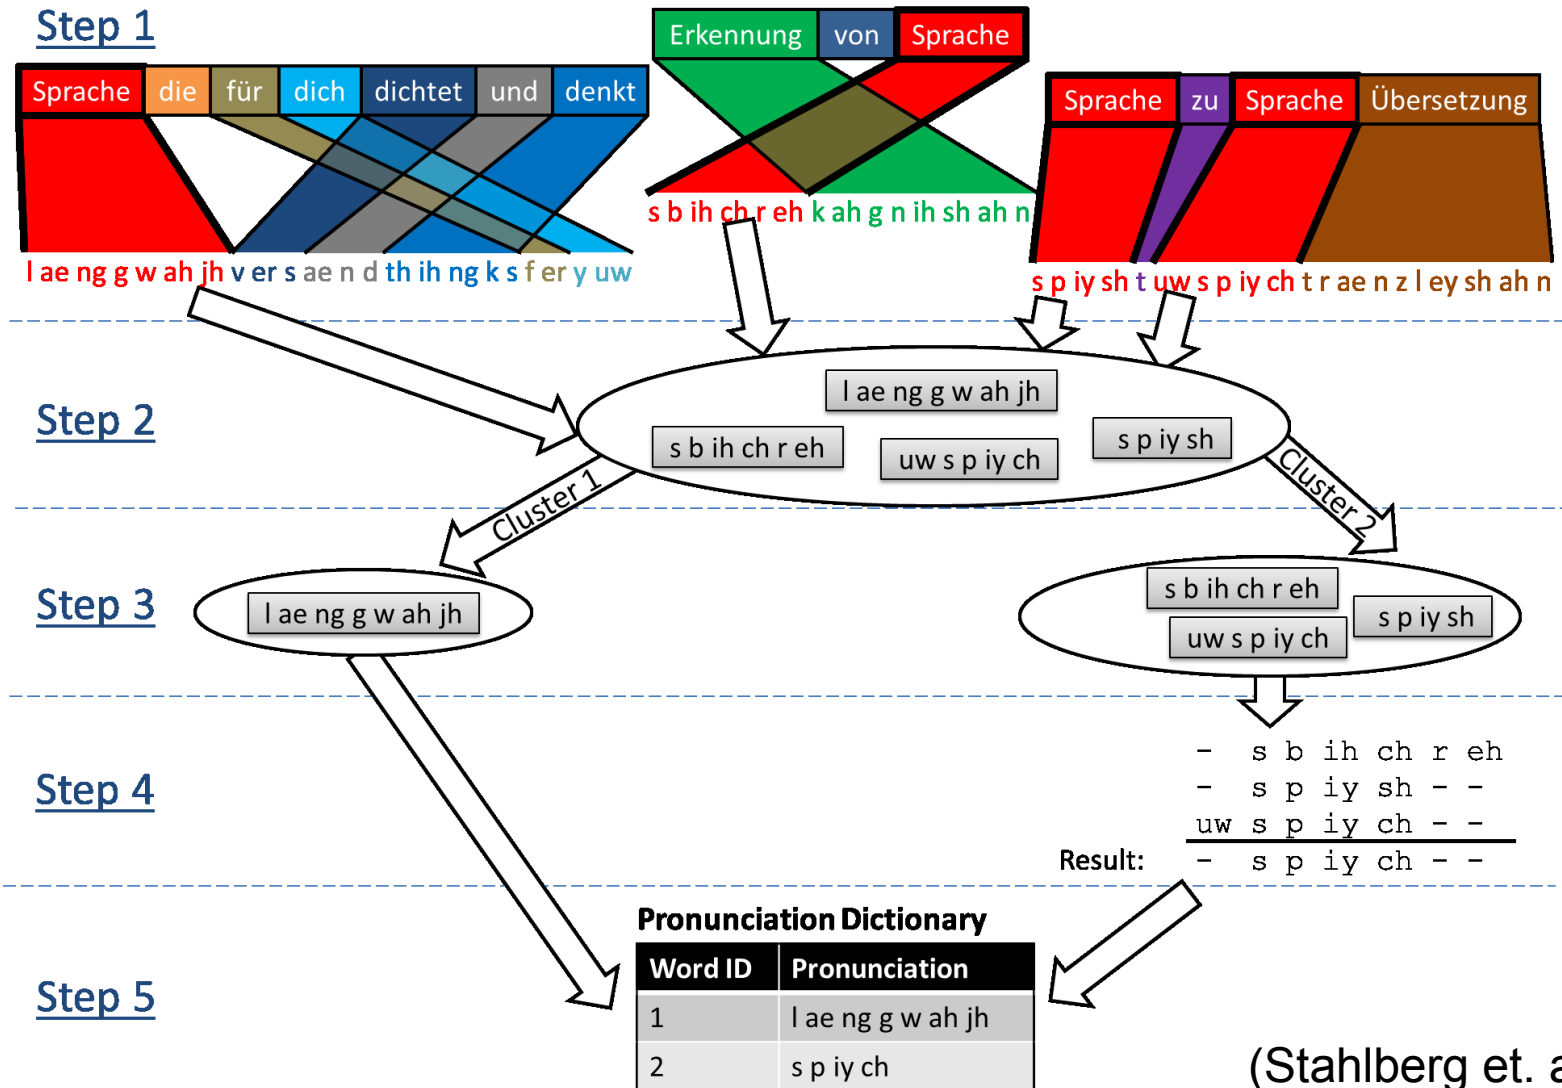 Step 1
Sprache die für dich dichtet und denkt
l ae ng g w ah jh v er s ae n d th ih ng k s f er y uw
Erkennung von Sprache
s b ih ch r eh k ah g n ih sh ah n
Sprache zu Sprache Übersetzung
s p iy sh t uw s p iy ch t r ae n z l ey sh ah n
Step 2
l ae ng g w ah jh
s b ih ch r eh
uw s p iy ch
s p iy sh
Cluster 1
Cluster 2
Step 3
l ae ng g w ah jh
s b ih ch r eh
s p iy sh
uw s p iy ch
Step 4
- s b ih ch r eh
- s p iy sh - -
uw s p iy ch - -
Result: - s p iy ch - -
Step 5
Pronunciation Dictionary
Word ID Pronunciation
1 l ae ng g w ah jh
2 s p iy ch
(Stahlberg et. a